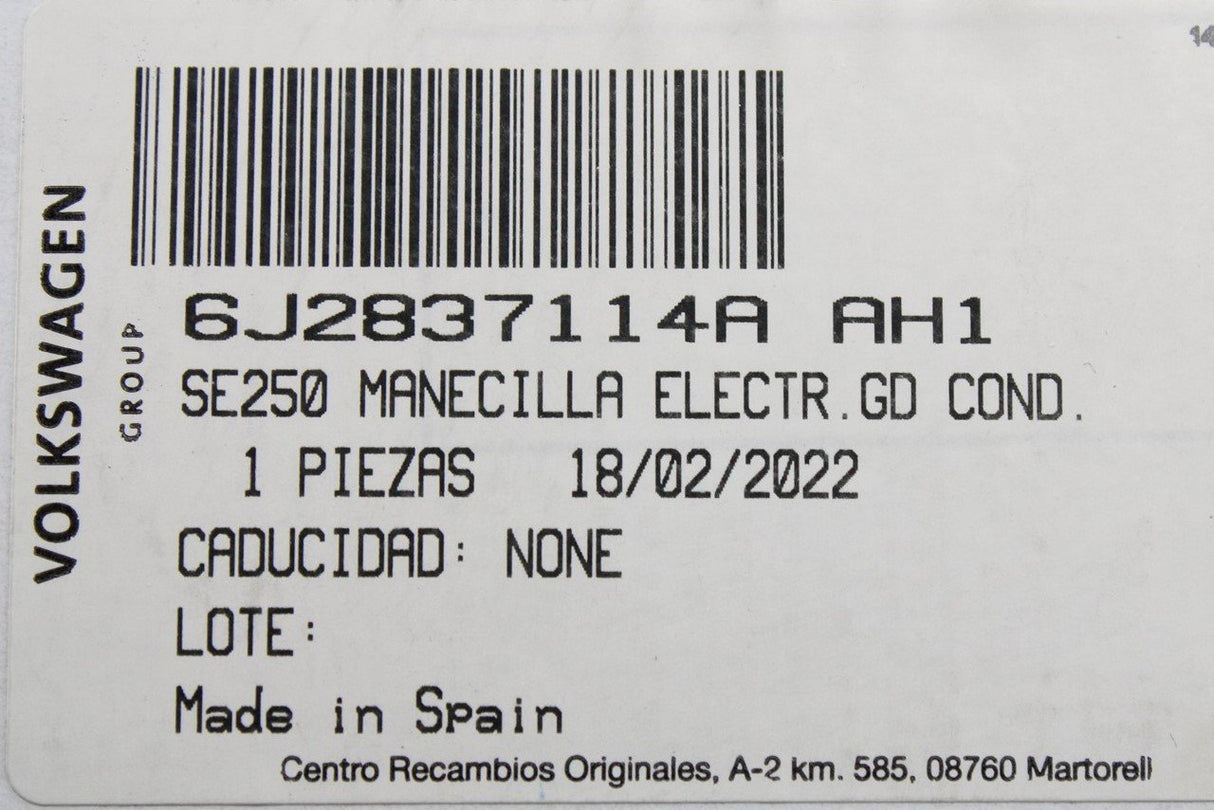 VOLKSWAGEN
GROUP
6J2837114A AH1
SE250 MANECILLA ELECTR.GD COND.
1 PIEZAS 18/02/2022
CADUCIDAD: NONE
LOTE:
Made in Spain
Centro Recambios Originales, A-2 km. 585, 08760 Martorell